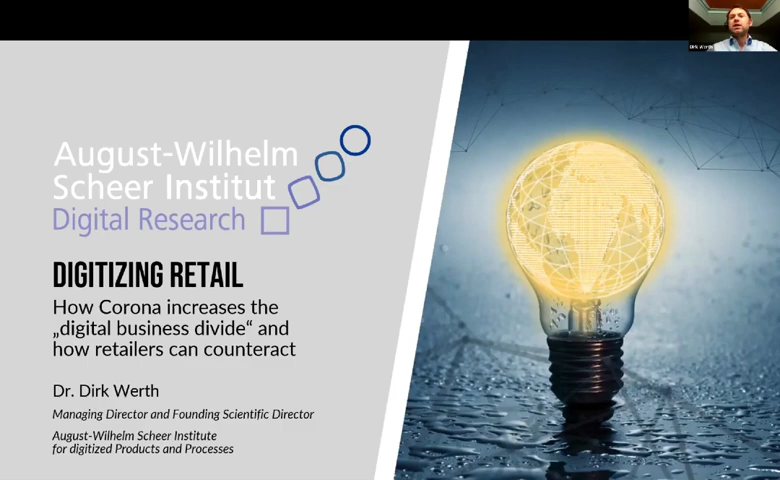 Dirk Werth
August-Wilhelm
Scheer Institut
Digital Research
DIGITIZING RETAIL
How Corona increases the
„digital business divide“ and
how retailers can counteract
Dr. Dirk Werth
Managing Director and Founding Scientific Director
August-Wilhelm Scheer Institute
for digitized Products and Processes